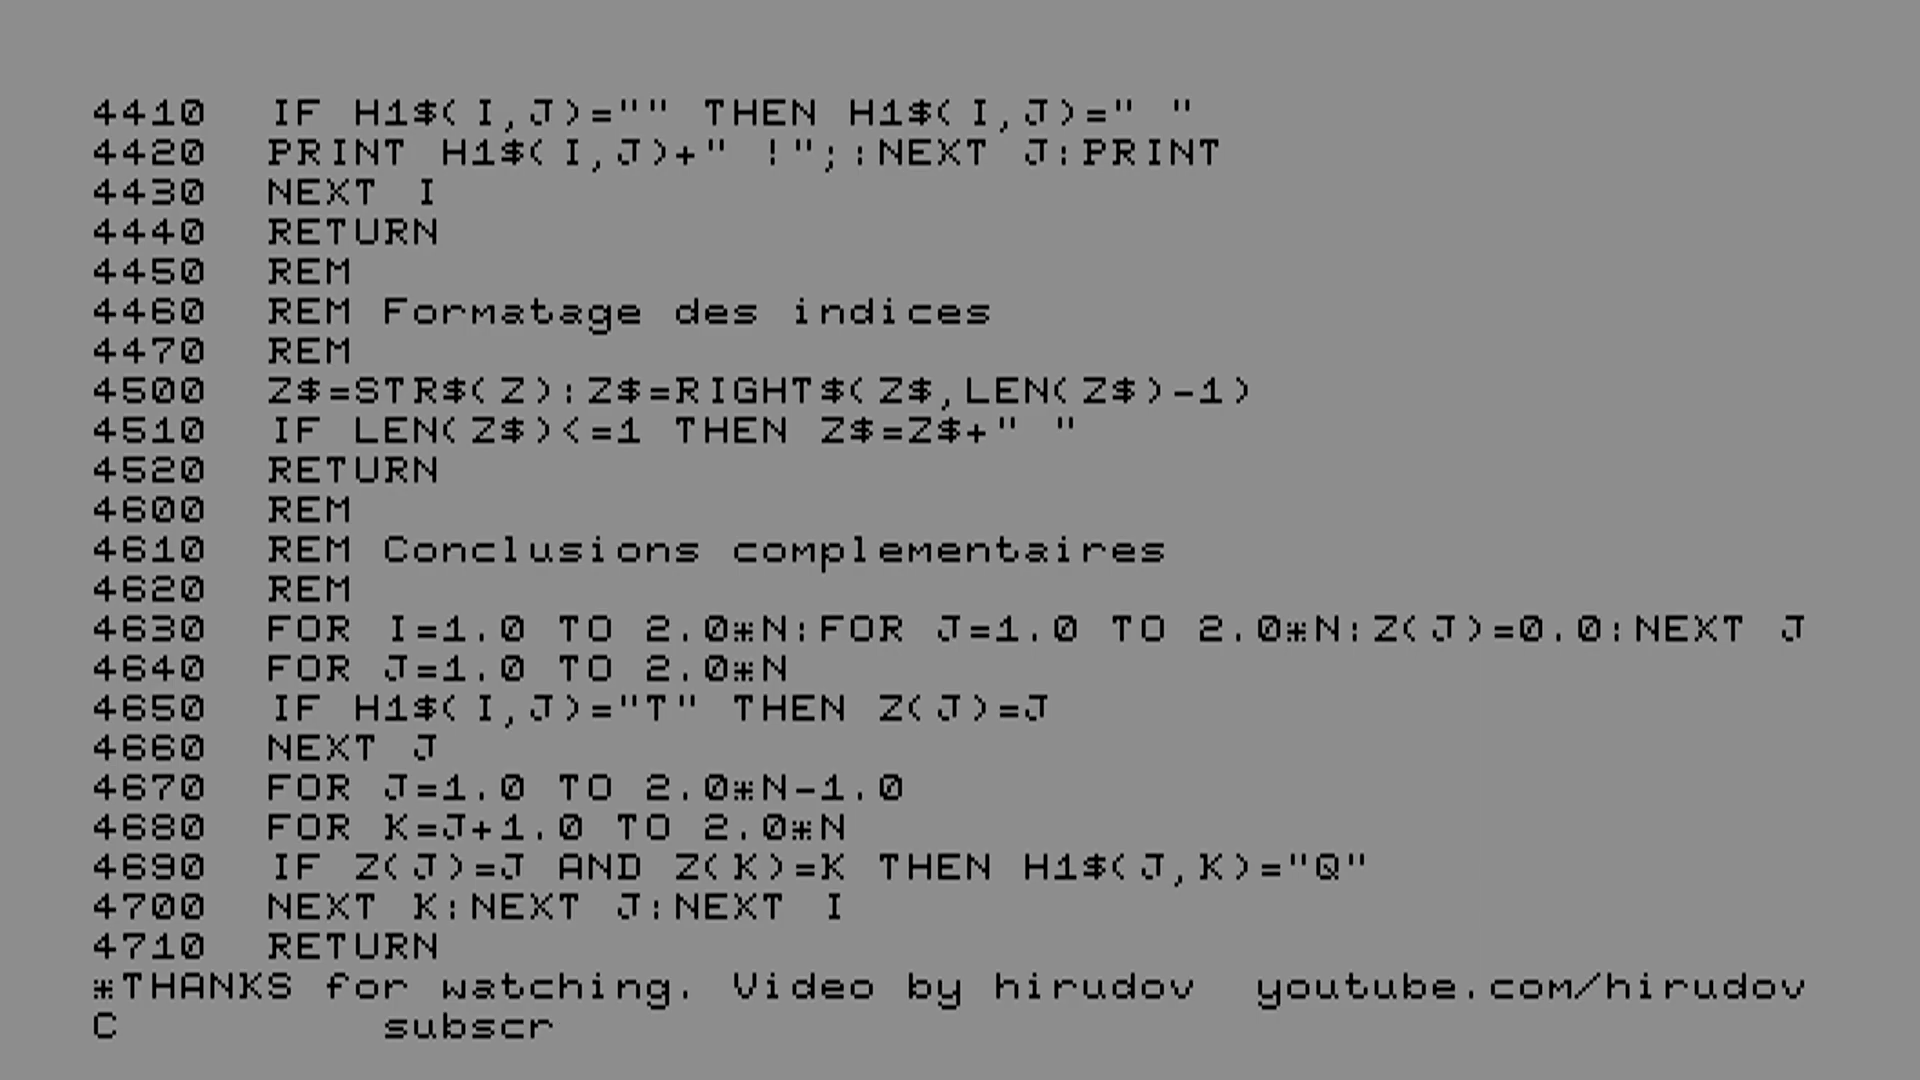 4410  IF H1$(I,J)="" THEN H1$(I,J)=" "
4420  PRINT H1$(I,J)+" !";:NEXT J:PRINT
4430  NEXT I
4440  RETURN
4450  REM
4460  REM Formatage des indices
4470  REM
4500  Z$=STR$(Z):Z$=RIGHT$(Z$,LEN(Z$)-1)
4510  IF LEN(Z$)<=1 THEN Z$=Z$+" "
4520  RETURN
4600  REM
4610  REM Conclusions complementaires
4620  REM
4630  FOR I=1.0 TO 2.0*N:FOR J=1.0 TO 2.0*N:Z(J)=0.0:NEXT J
4640  FOR J=1.0 TO 2.0*N
4650  IF H1$(I,J)="T" THEN Z(J)=J
4660  NEXT J
4670  FOR J=1.0 TO 2.0*N-1.0
4680  FOR K=J+1.0 TO 2.0*N
4690  IF Z(J)=J AND Z(K)=K THEN H1$(J,K)="Q"
4700  NEXT K:NEXT J:NEXT I
4710  RETURN
*THANKS for watching. Video by hirudov  youtube.com/hirudov
C         subscr